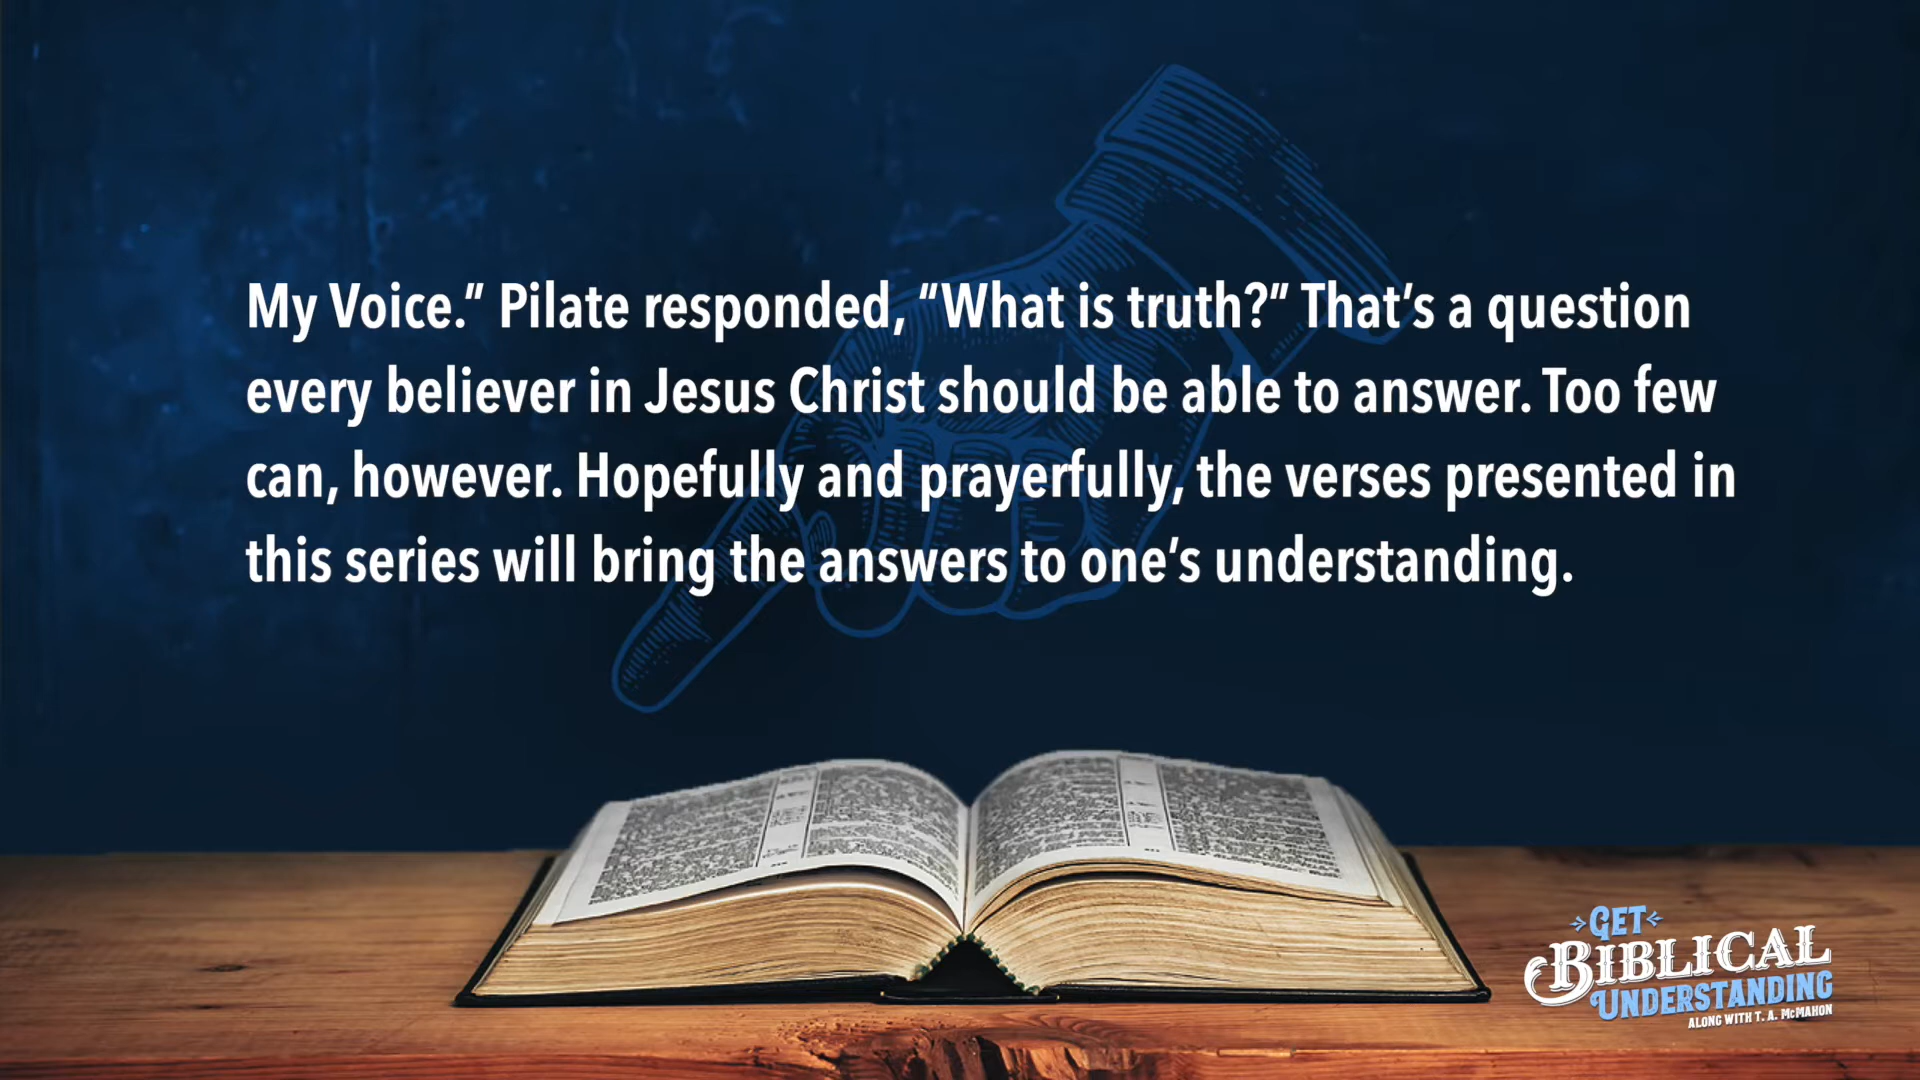 My Voice.” Pilate responded, “What is truth?” That’s a question
every believer in Jesus Christ should be able to answer. Too few
can, however. Hopefully and prayerfully, the verses presented in
this series will bring the answers to one’s understanding.
GET
BIBLICAL
UNDERSTANDING
ALONG WITH T. A. McMAHON